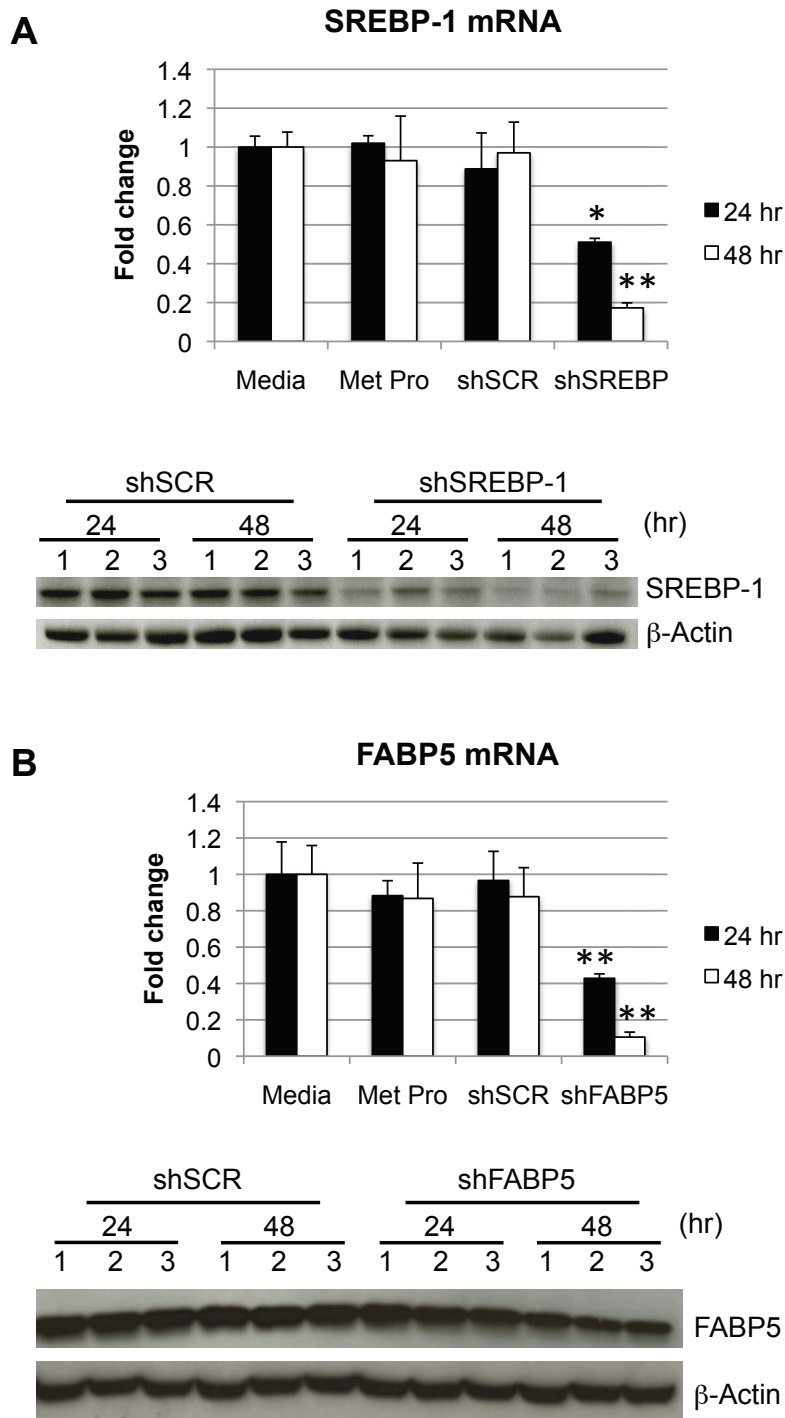 A
SREBP-1 mRNA
1.4
1.2
1
0.8
0.6
0.4
0.2
0
Fold change
*
**
24 hr
48 hr
Media Met Pro shSCR shSREBP
shSCR shSREBP-1
24 48 24 48 (hr)
1 2 3 1 2 3 1 2 3 1 2 3
SREBP-1
β-Actin
B
FABP5 mRNA
1.4
1.2
1
0.8
0.6
0.4
0.2
0
Fold change
**
**
24 hr
48 hr
Media Met Pro shSCR shFABP5
shSCR shFABP5
24 48 24 48 (hr)
1 2 3 1 2 3 1 2 3 1 2 3
FABP5
β-Actin